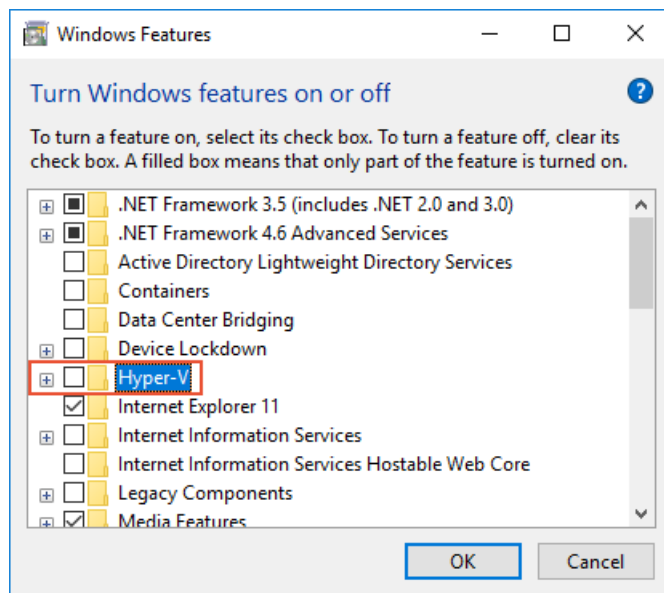 Windows Features
Turn Windows features on or off
To turn a feature on, select its check box. To turn a feature off, clear its
check box. A filled box means that only part of the feature is turned on.
.NET Framework 3.5 (includes .NET 2.0 and 3.0)
.NET Framework 4.6 Advanced Services
Active Directory Lightweight Directory Services
Containers
Data Center Bridging
Device Lockdown
Hyper-V
Internet Explorer 11
Internet Information Services
Internet Information Services Hostable Web Core
Legacy Components
Media Features
OK Cancel